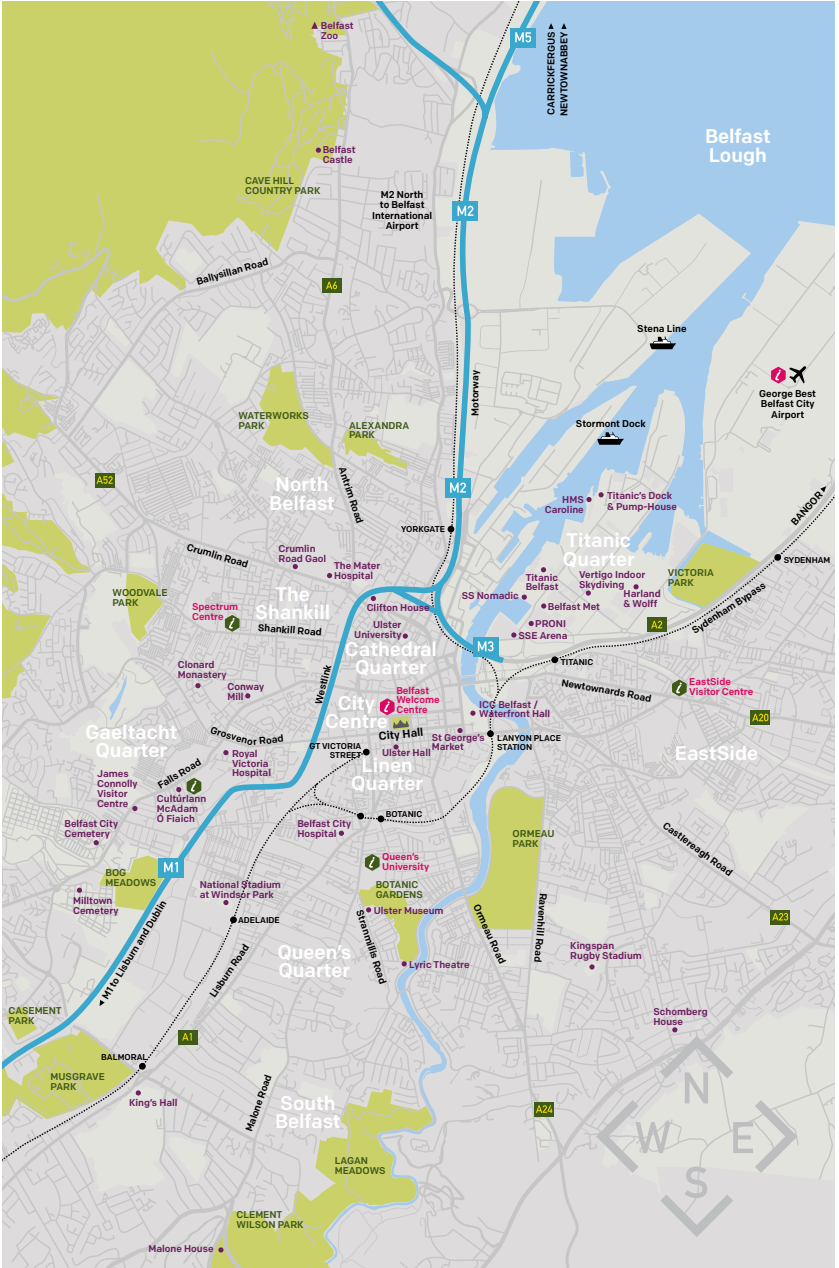 Belfast
Zoo
M5
CARRICKFERGUS
NEWTOWNABBEY
Belfast
Lough
Belfast
Castle
CAVE HILL
COUNTRY PARK
M2 North
to Belfast
International
Airport
M2
Ballysillan Road
A6
Stena Line
Motorway
George Best
Belfast City
Airport
WATERWORKS
PARK
ALEXANDRA
PARK
Stormont Dock
A52
North
Belfast
Antrim Road
M2
HMS
Caroline
Titanic's Dock
& Pump-House
BANGOR
YORKGATE
Titanic
Quarter
SYDENHAM
Crumlin Road
Crumlin
Road Gaol
The Mater
Hospital
Titanic
Belfast
Vertigo Indoor
Skydiving
Harland
& Wolff
VICTORIA
PARK
WOODVALE
PARK
The
Shankill
Clifton House
SS Nomadic
Belfast Met
Sydenham Bypass
Spectrum
Centre
Shankill Road
Ulster
University
PRONI
SSE Arena
A2
Cathedral
Quarter
M3
TITANIC
Clonard
Monastery
Conway
Mill
Westlink
Newtownards Road
EastSide
Visitor Centre
City
Centre
Belfast
Welcome
Centre
ICC Belfast /
Waterfront Hall
A20
Gaeltacht
Quarter
Grosvenor Road
City Hall
GT VICTORIA
STREET
Ulster Hall
St George's
Market
LANYON PLACE
STATION
EastSide
Royal
Victoria
Hospital
Linen
Quarter
Falls Road
James
Connolly
Visitor
Centre
Cultúrlann
McAdam
Ó Fiaich
Belfast City
Cemetery
Belfast City
Hospital
BOTANIC
ORMEAU
PARK
Castlereagh Road
M1
BOG
MEADOWS
Queen's
University
Milltown
Cemetery
National Stadium
at Windsor Park
BOTANIC
GARDENS
Ulster Museum
ADELAIDE
Ormeau Road
Ravenhill Road
A23
M1 to Lisburn and Dublin
Lisburn Road
Queen's
Quarter
Stranmillis Road
Lyric Theatre
Kingspan
Rugby Stadium
CASEMENT
PARK
A1
Schomberg
House
BALMORAL
MUSGRAVE
PARK
King's Hall
Malone Road
South
Belfast
A24
N
W
E
S
LAGAN
MEADOWS
CLEMENT
WILSON PARK
Malone House